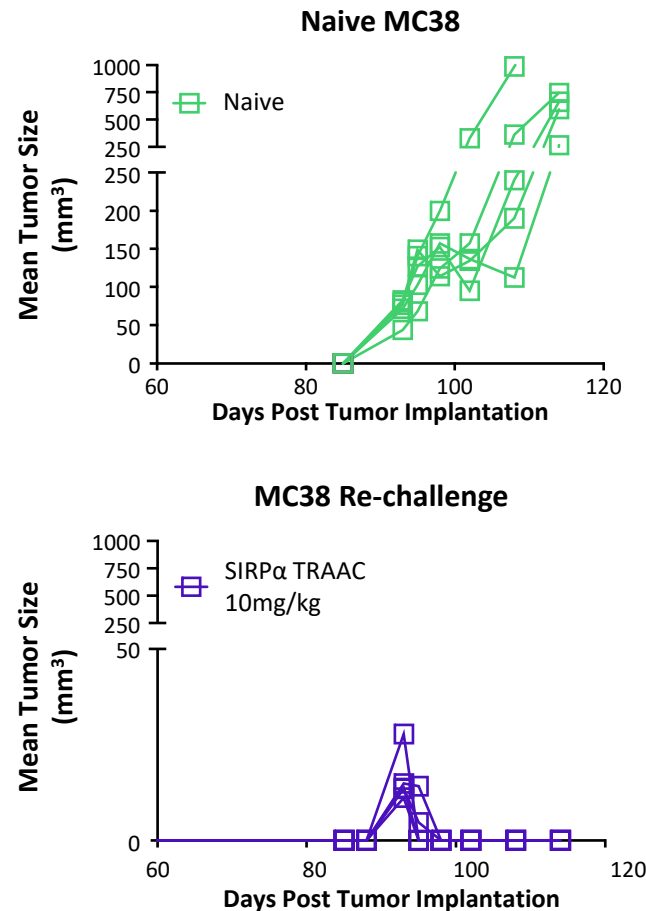 Naive MC38
Mean Tumor Size
(mm³)
1000
750
500
250
250
200
150
100
50
0
Naive
60
80
100
120
Days Post Tumor Implantation
MC38 Re-challenge
Mean Tumor Size
(mm³)
1000
750
500
250
50
0
SIRPα TRAAC
10mg/kg
60
80
100
120
Days Post Tumor Implantation